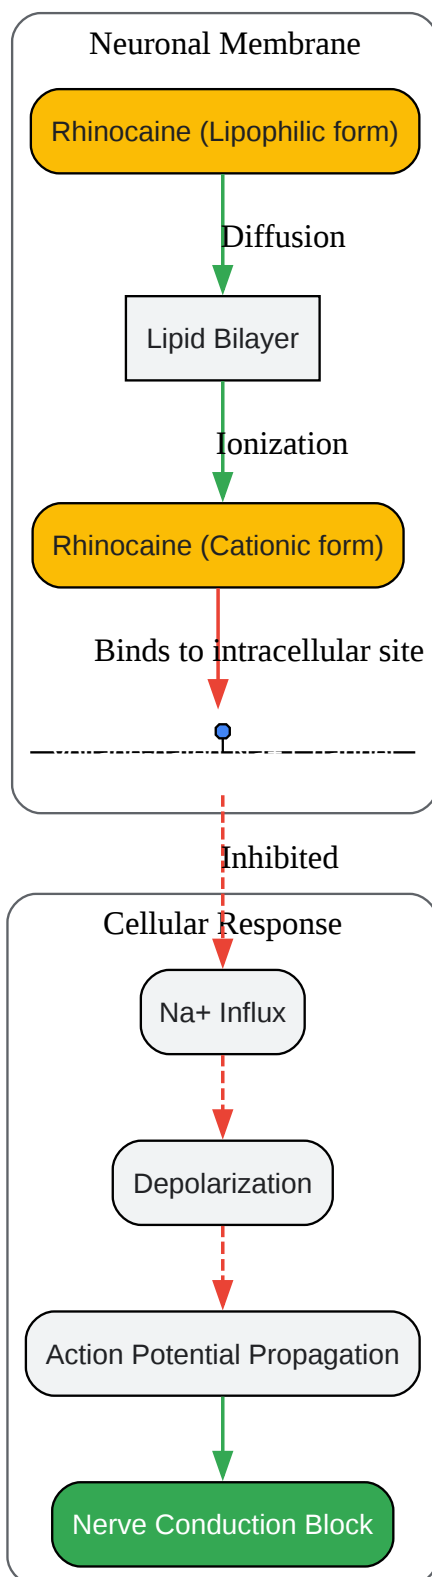 Neuronal Membrane
Rhinocaine (Lipophilic form)
Diffusion
Lipid Bilayer
Ionization
Rhinocaine (Cationic form)
Binds to intracellular site
Inhibited
Cellular Response
Na+ Influx
Depolarization
Action Potential Propagation
Nerve Conduction Block